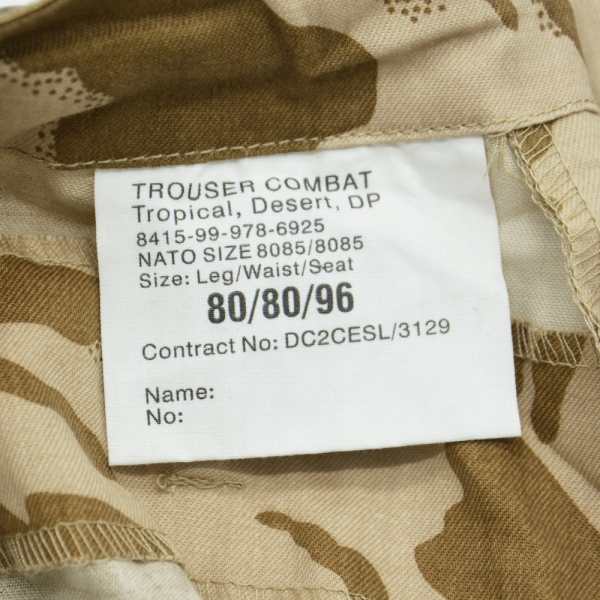 TROUSER COMBAT
Tropical, Desert, DP
8415-99-978-6925
NATO SIZE 8085/8085
Size: Leg/Waist/Seat
80/80/96
Contract No: DC2CESL/3129
Name:
No: